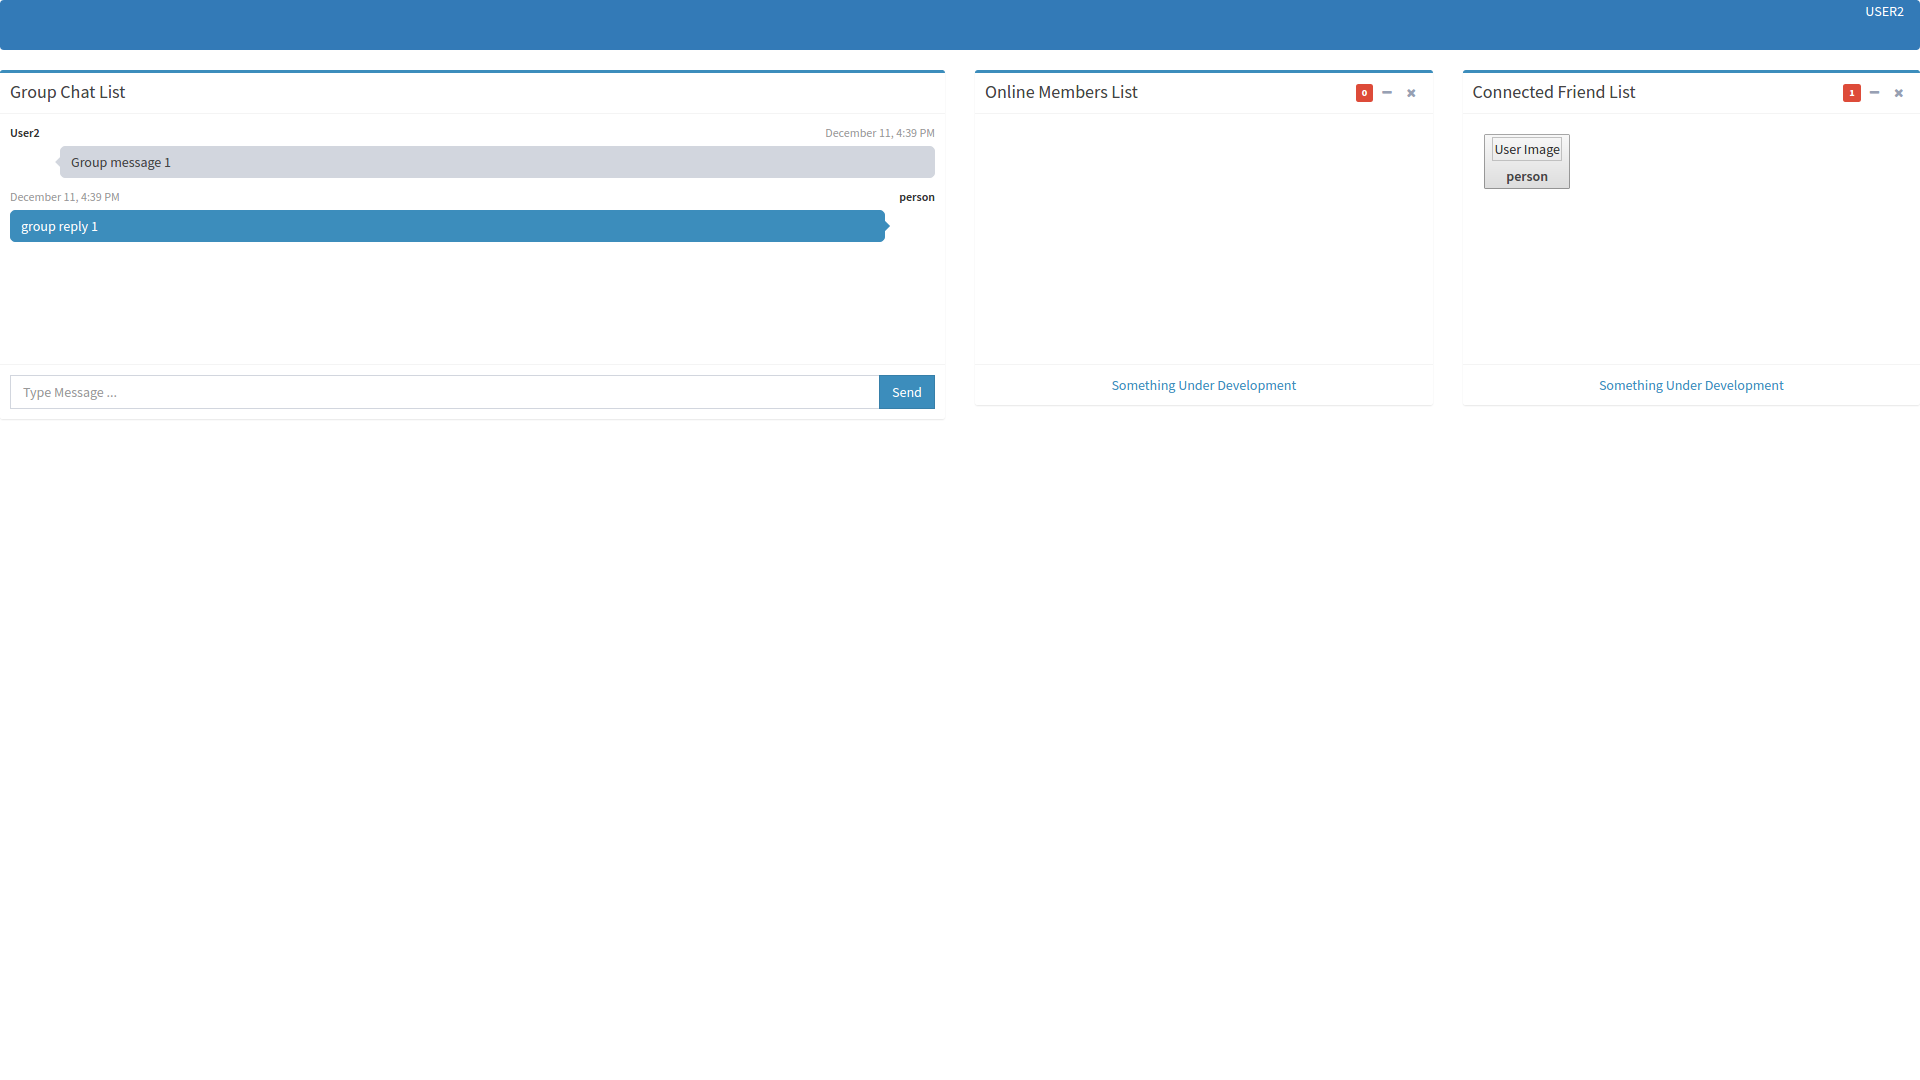 USER2
Group Chat List
User2
December 11, 4:39 PM
Group message 1
December 11, 4:39 PM
person
group reply 1
Type Message ...
Send
Online Members List
0
Something Under Development
Connected Friend List
1
User Image
person
Something Under Development